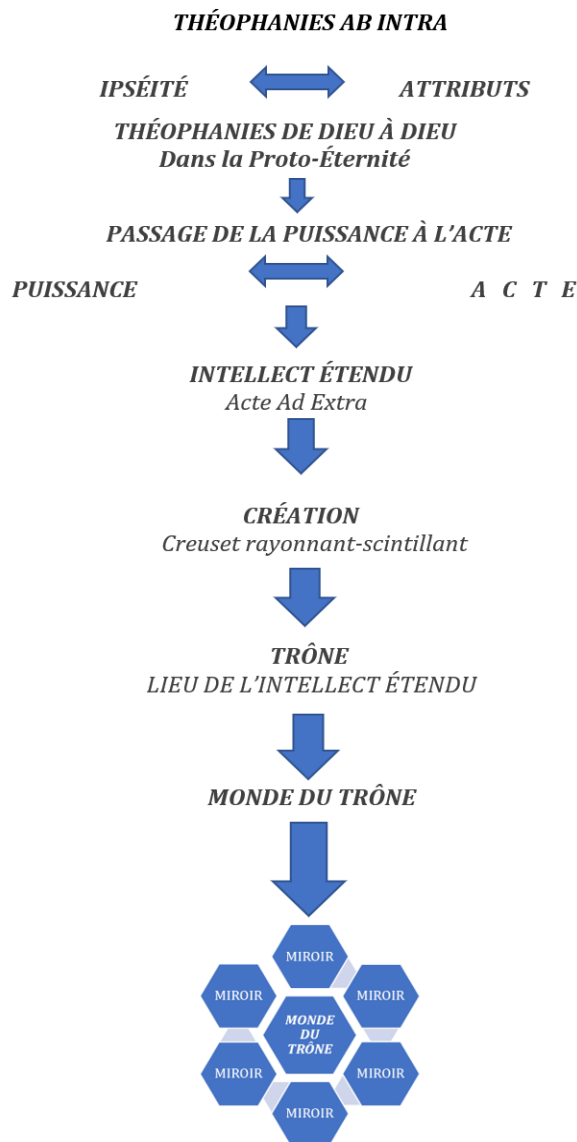 THÉOPHANIES AB INTRA
IPSÉITÉ ATTRIBUTS
THÉOPHANIES DE DIEU À DIEU
Dans la Proto-Éternité
PASSAGE DE LA PUISSANCE À L’ACTE
PUISSANCE A C T E
INTELLECT ÉTENDU
Acte Ad Extra
CRÉATION
Creuset rayonnant-scintillant
TRÔNE
LIEU DE L’INTELLECT ÉTENDU
MONDE DU TRÔNE
MIROIR
MIROIR
MIROIR
MONDE
DU
TRÔNE
MIROIR
MIROIR
MIROIR